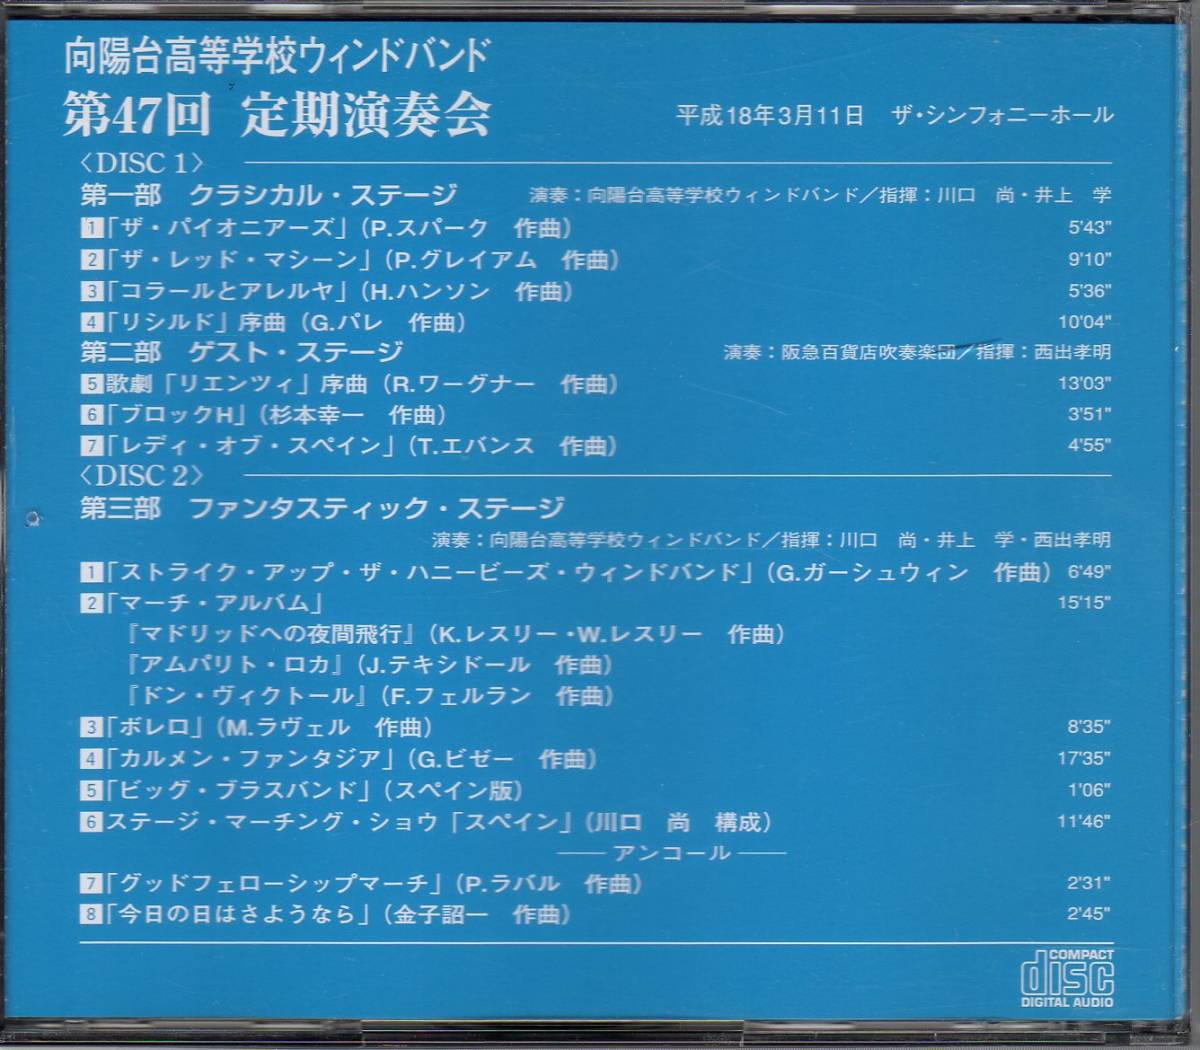 向陽台高等学校ウィンドバンド
第47回 定期演奏会 平成18年3月11日 ザ・シンフォニーホール
〈DISC 1〉
第一部 クラシカル・ステージ 演奏：向陽台高等学校ウィンドバンド／指揮：川口 尚・井上 学
1「ザ・パイオニアーズ」（P.スパーク 作曲） 5'43"
2「ザ・レッド・マシーン」（P.グレイアム 作曲） 9'10"
3「コラールとアレルヤ」（H.ハンソン 作曲） 5'36"
4「リシルド」序曲（G.パレ 作曲） 10'04"
第二部 ゲスト・ステージ 演奏：阪急百貨店吹奏楽団／指揮：西出孝明
5歌劇「リエンツィ」序曲（R.ワーグナー 作曲） 13'03"
6「ブロックH」（杉本幸一 作曲） 3'51"
7「レディ・オブ・スペイン」（T.エバンス 作曲） 4'55"
〈DISC 2〉
第三部 ファンタスティック・ステージ
演奏：向陽台高等学校ウィンドバンド／指揮：川口 尚・井上 学・西出孝明
1「ストライク・アップ・ザ・ハニービーズ・ウィンドバンド」（G.ガーシュウィン 作曲） 6'49"
2「マーチ・アルバム」 15'15"
『マドリッドへの夜間飛行』（K.レスリー・W.レスリー 作曲）
『アムパリト・ロカ』（J.テキシドール 作曲）
『ドン・ヴィクトール』（F.フェルラン 作曲）
3「ボレロ」（M.ラヴェル 作曲） 8'35"
4「カルメン・ファンタジア」（G.ビゼー 作曲） 17'35"
5「ビッグ・ブラスバンド」（スペイン版） 1'06"
6ステージ・マーチング・ショウ「スペイン」（川口 尚 構成） 11'46"
── アンコール ──
7「グッドフェローシップマーチ」（P.ラバル 作曲） 2'31"
8「今日の日はさようなら」（金子詔一 作曲） 2'45"
COMPACT
disc
DIGITAL AUDIO